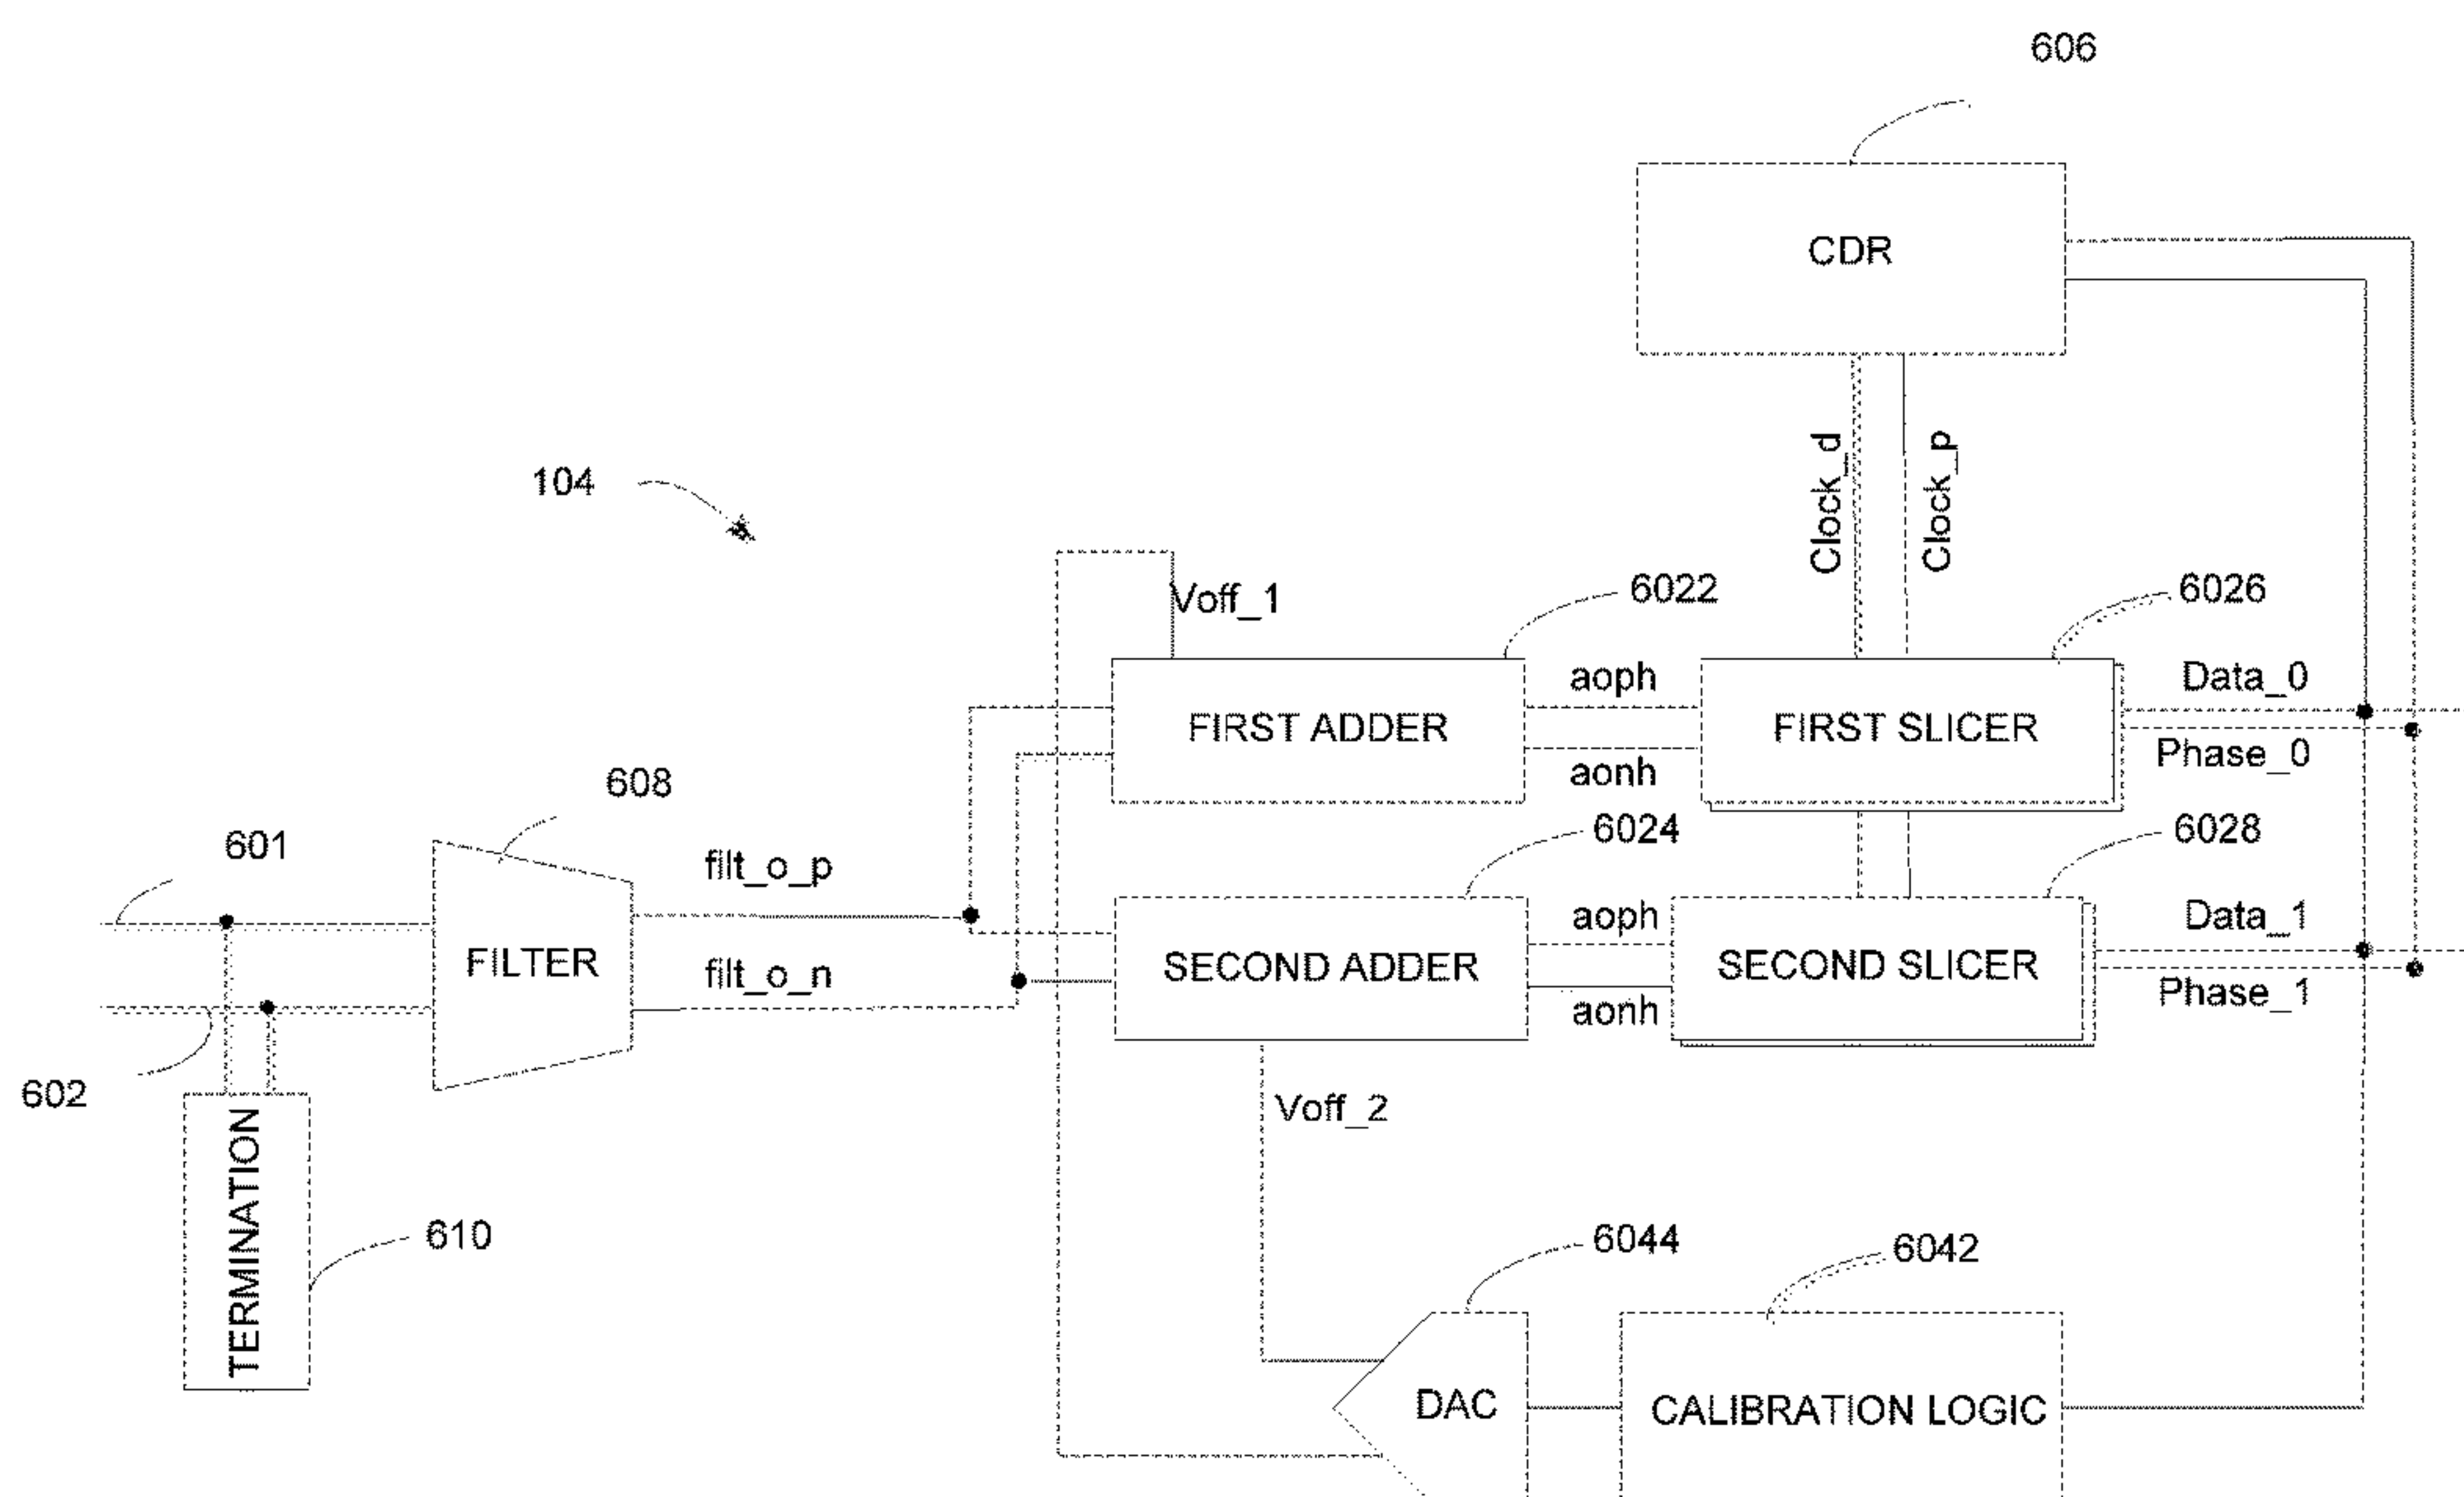 606
CDR
104
Clock_d
Clock_p
Voff_1
6022
6026
aoph
Data_0
FIRST ADDER
FIRST SLICER
aonh
Phase_0
608
6024
6028
601
filt_o_p
aoph
Data_1
FILTER
SECOND ADDER
SECOND SLICER
filt_o_n
aonh
Phase_1
602
Voff_2
TERMINATION
610
6044
6042
DAC
CALIBRATION LOGIC